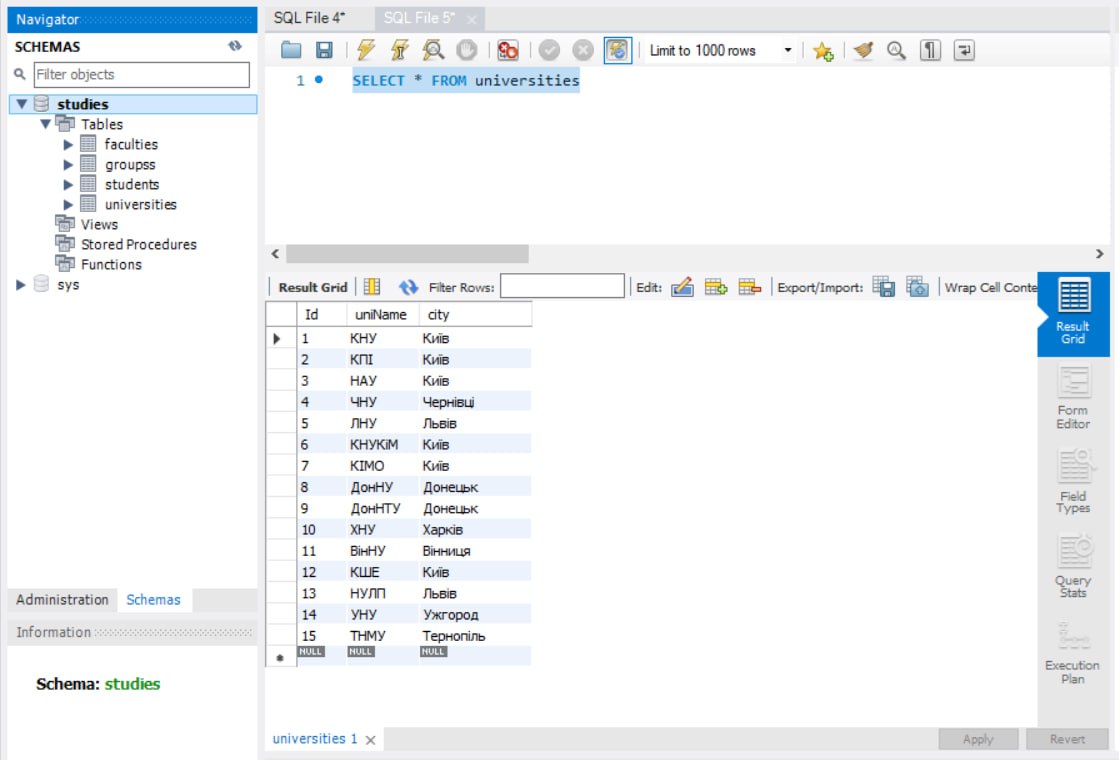 Navigator
SCHEMAS
Filter objects
studies
Tables
faculties
groupss
students
universities
Views
Stored Procedures
Functions
sys
Administration Schemas
Information
Schema: studies
SQL File 4* SQL File 5*
Limit to 1000 rows
1 SELECT * FROM universities
Result Grid Filter Rows: Edit: Export/Import: Wrap Cell Conte
Id uniName city
1 КНУ Київ
2 КПІ Київ
3 НАУ Київ
4 ЧНУ Чернівці
5 ЛНУ Львів
6 КНУКіМ Київ
7 КІМО Київ
8 ДонНУ Донецьк
9 ДонНТУ Донецьк
10 ХНУ Харків
11 ВінНУ Вінниця
12 КШЕ Київ
13 НУЛП Львів
14 УНУ Ужгород
15 ТНМУ Тернопіль
NULL NULL NULL
Result
Grid
Form
Editor
Field
Types
Query
Stats
Execution
Plan
universities 1
Apply Revert